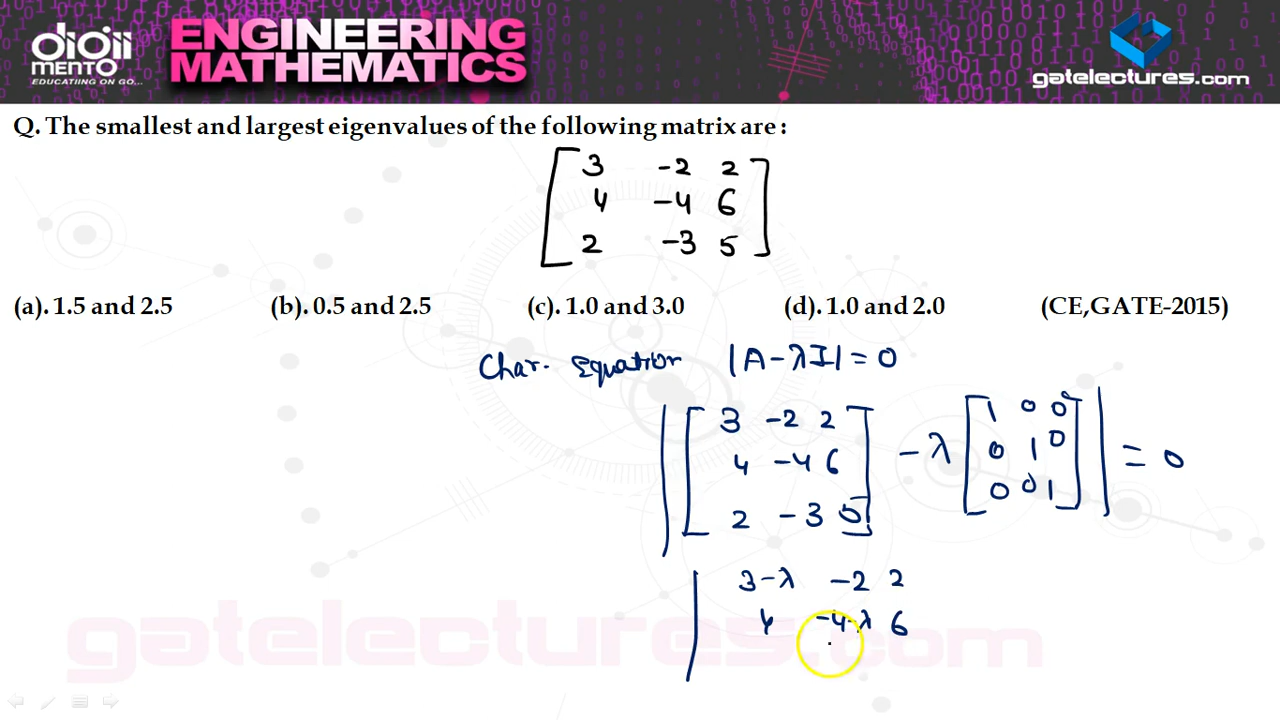 digii
MENTO
EDUCATIING ON GO...
ENGINEERING
MATHEMATICS
gatelectures.com
Q. The smallest and largest eigenvalues of the following matrix are :
3 -2 2
4 -4 6
2 -3 5
(a). 1.5 and 2.5 (b). 0.5 and 2.5 (c). 1.0 and 3.0 (d). 1.0 and 2.0 (CE,GATE-2015)
Char. Equation |A - λI| = 0
3 -2 2 1 0 0
4 -4 6 - λ 0 1 0 = 0
2 -3 5 0 0 1
3-λ -2 2
4 -4-λ 6
gatelectures.com